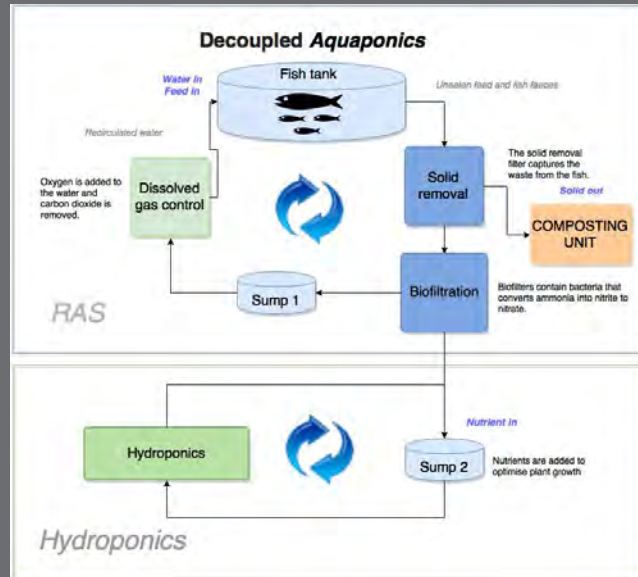 Decoupled Aquaponics
Water in
Feed in
Fish tank
Uneaten feed and fish faeces
Recirculated water
Oxygen is added to
the water and
carbon dioxide is
removed.
Dissolved
gas control
Solid
removal
The solid removal
filter captures the
waste from the fish.
Solid out
COMPOSTING
UNIT
Sump 1
Biofiltration
Biofilters contain bacteria that
converts ammonia into nitrite to
nitrate.
RAS
Nutrient in
Hydroponics
Sump 2
Nutrients are added to
optimise plant growth
Hydroponics